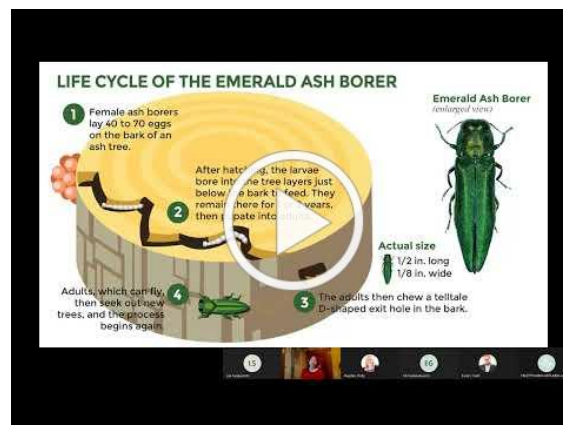 LIFE CYCLE OF THE EMERALD ASH BORER
1 Female ash borers
lay 40 to 70 eggs
on the bark of an
ash tree.
After hatching, the larvae
bore into the tree layers just
below the bark to feed. They
2 remain there for years,
then pupate into adults.
Emerald Ash Borer
(enlarged view)
Actual size
1/2 in. long
1/8 in. wide
3 The adults then chew a telltale
D-shaped exit hole in the bark.
4 Adults, which can fly,
then seek out new
trees, and the process
begins again.